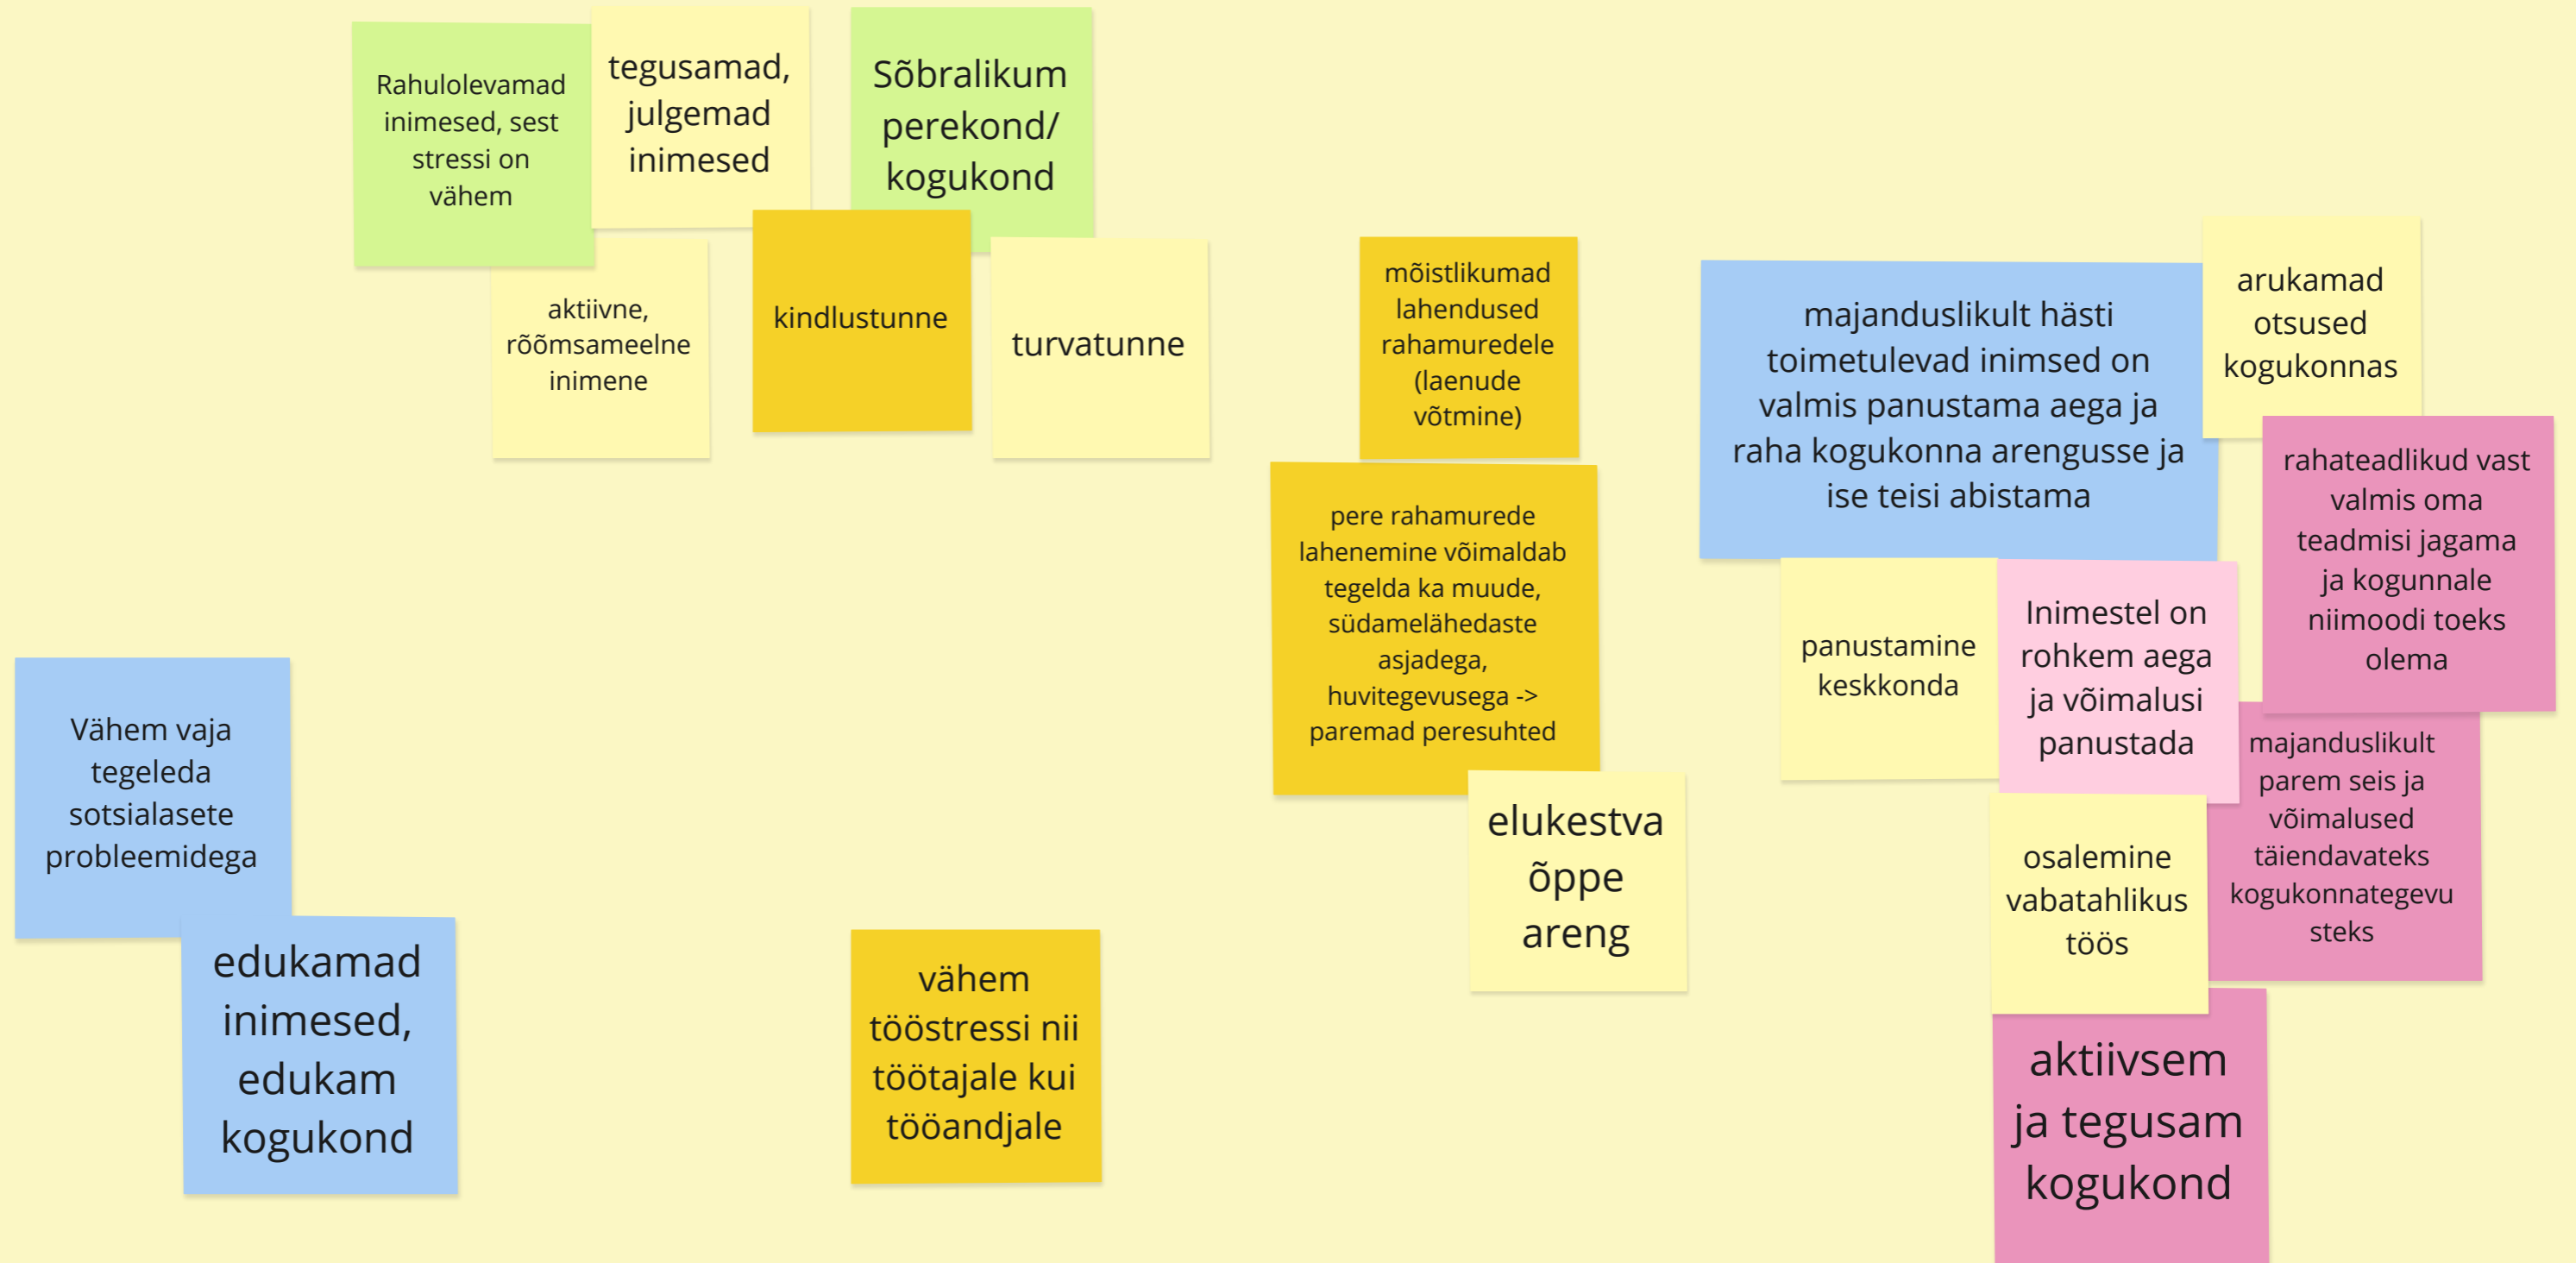 Rahulolevamad
inimesed, sest
stressi on
vähem
tegusamad,
julgemad
inimesed
Sõbralikum
perekond/
kogukond
aktiivne,
rõõmsameelne
inimene
kindlustunne
turvatunne
mõistlikumad
lahendused
rahamuredele
(laenude
võtmine)
pere rahamurede
lahenemine võimaldab
tegelda ka muude,
südamelähedaste
asjadega,
huvitegevusega ->
paremad peresuhted
elukestva
õppe
areng
majanduslikult hästi
toimetulevad inimsed on
valmis panustama aega ja
raha kogukonna arengusse ja
ise teisi abistama
arukamad
otsused
kogukonnas
rahateadlikud vast
valmis oma
teadmisi jagama
ja kogunnale
niimoodi toeks
olema
panustamine
keskkonda
Inimestel on
rohkem aega
ja võimalusi
panustada
majanduslikult
parem seis ja
võimalused
täiendavateks
kogukonnategevu
steks
osalemine
vabatahlikus
töös
aktiivsem
ja tegusam
kogukond
Vähem vaja
tegeleda
sotsialasete
probleemidega
edukamad
inimesed,
edukam
kogukond
vähem
tööstressi nii
töötajale kui
tööandjale